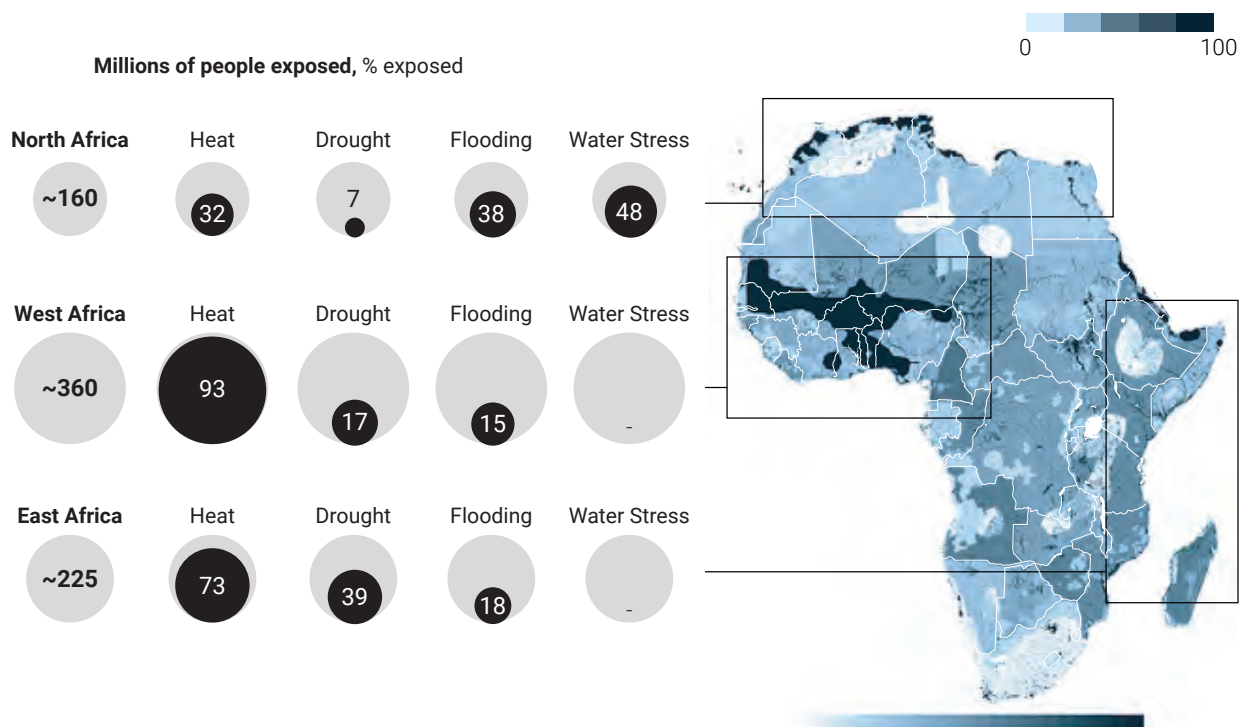 0 100
Millions of people exposed, % exposed
North Africa Heat Drought Flooding Water Stress
~160 32 7 38 48
West Africa Heat Drought Flooding Water Stress
~360 93 17 15 -
East Africa Heat Drought Flooding Water Stress
~225 73 39 18 -